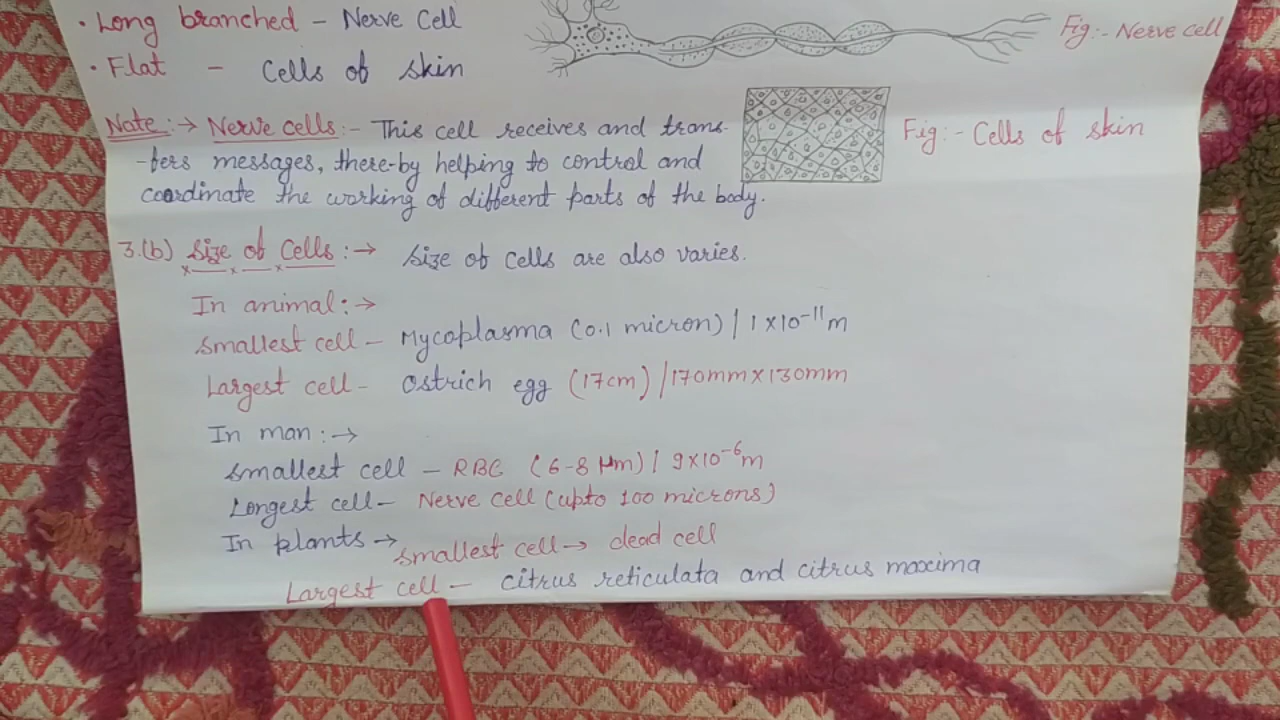 • Long branched - Nerve Cell
Fig:- Nerve cell
• Flat - Cells of skin
Note:→ Nerve cells:- This cell receives and trans-
-fers messages, there-by helping to control and
coordinate the working of different parts of the body.
Fig:- Cells of skin
3.(b) Size of Cells:→ Size of cells are also varies.
In animal:→
Smallest cell - Mycoplasma (0.1 micron) / 1×10⁻¹¹m
Largest cell - Ostrich egg (17cm) / 170mm×130mm
In man:→
Smallest cell - RBC (6-8 μm) / 9×10⁻⁶m
Longest cell - Nerve cell (upto 100 microns)
In plants → Smallest cell → dead cell
Largest cell - citrus reticulata and citrus maxima